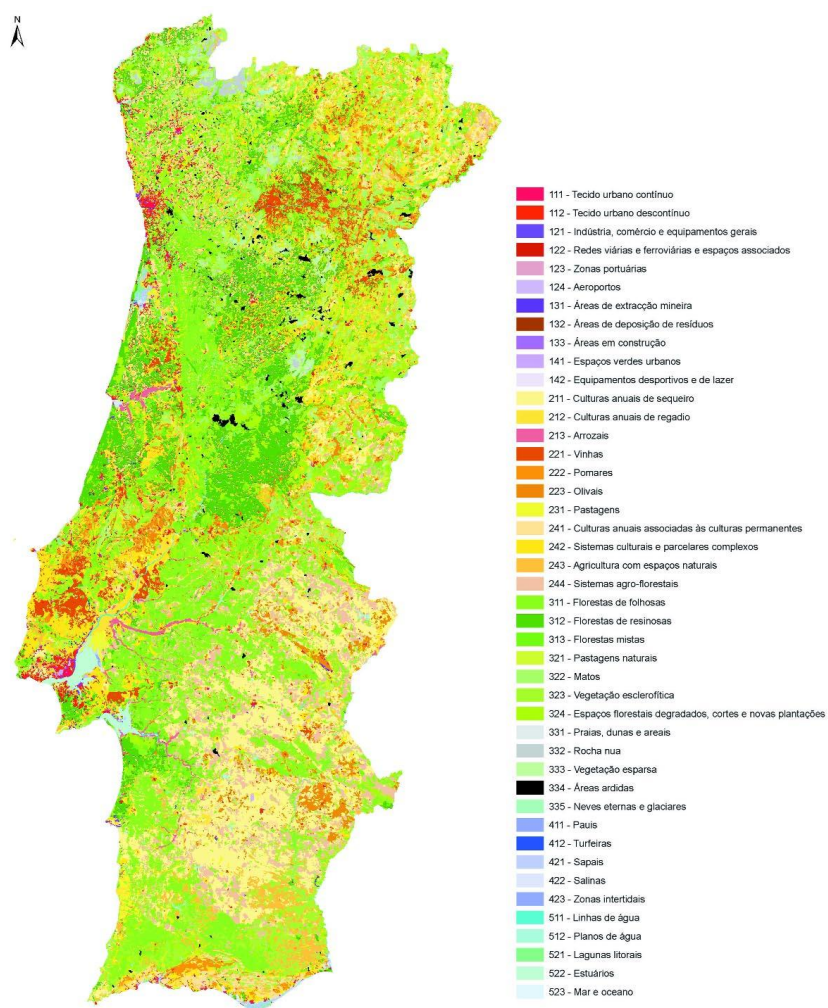 N
111 - Tecido urbano contínuo
112 - Tecido urbano descontínuo
121 - Indústria, comércio e equipamentos gerais
122 - Redes viárias e ferroviárias e espaços associados
123 - Zonas portuárias
124 - Aeroportos
131 - Áreas de extracção mineira
132 - Áreas de deposição de resíduos
133 - Áreas em construção
141 - Espaços verdes urbanos
142 - Equipamentos desportivos e de lazer
211 - Culturas anuais de sequeiro
212 - Culturas anuais de regadio
213 - Arrozais
221 - Vinhas
222 - Pomares
223 - Olivais
231 - Pastagens
241 - Culturas anuais associadas às culturas permanentes
242 - Sistemas culturais e parcelares complexos
243 - Agricultura com espaços naturais
244 - Sistemas agro-florestais
311 - Florestas de folhosas
312 - Florestas de resinosas
313 - Florestas mistas
321 - Pastagens naturais
322 - Matos
323 - Vegetação esclerofítica
324 - Espaços florestais degradados, cortes e novas plantações
331 - Praias, dunas e areais
332 - Rocha nua
333 - Vegetação esparsa
334 - Áreas ardidas
335 - Neves eternas e glaciares
411 - Pauis
412 - Turfeiras
421 - Sapais
422 - Salinas
423 - Zonas intertidais
511 - Linhas de água
512 - Planos de água
521 - Lagunas litorais
522 - Estuários
523 - Mar e oceano